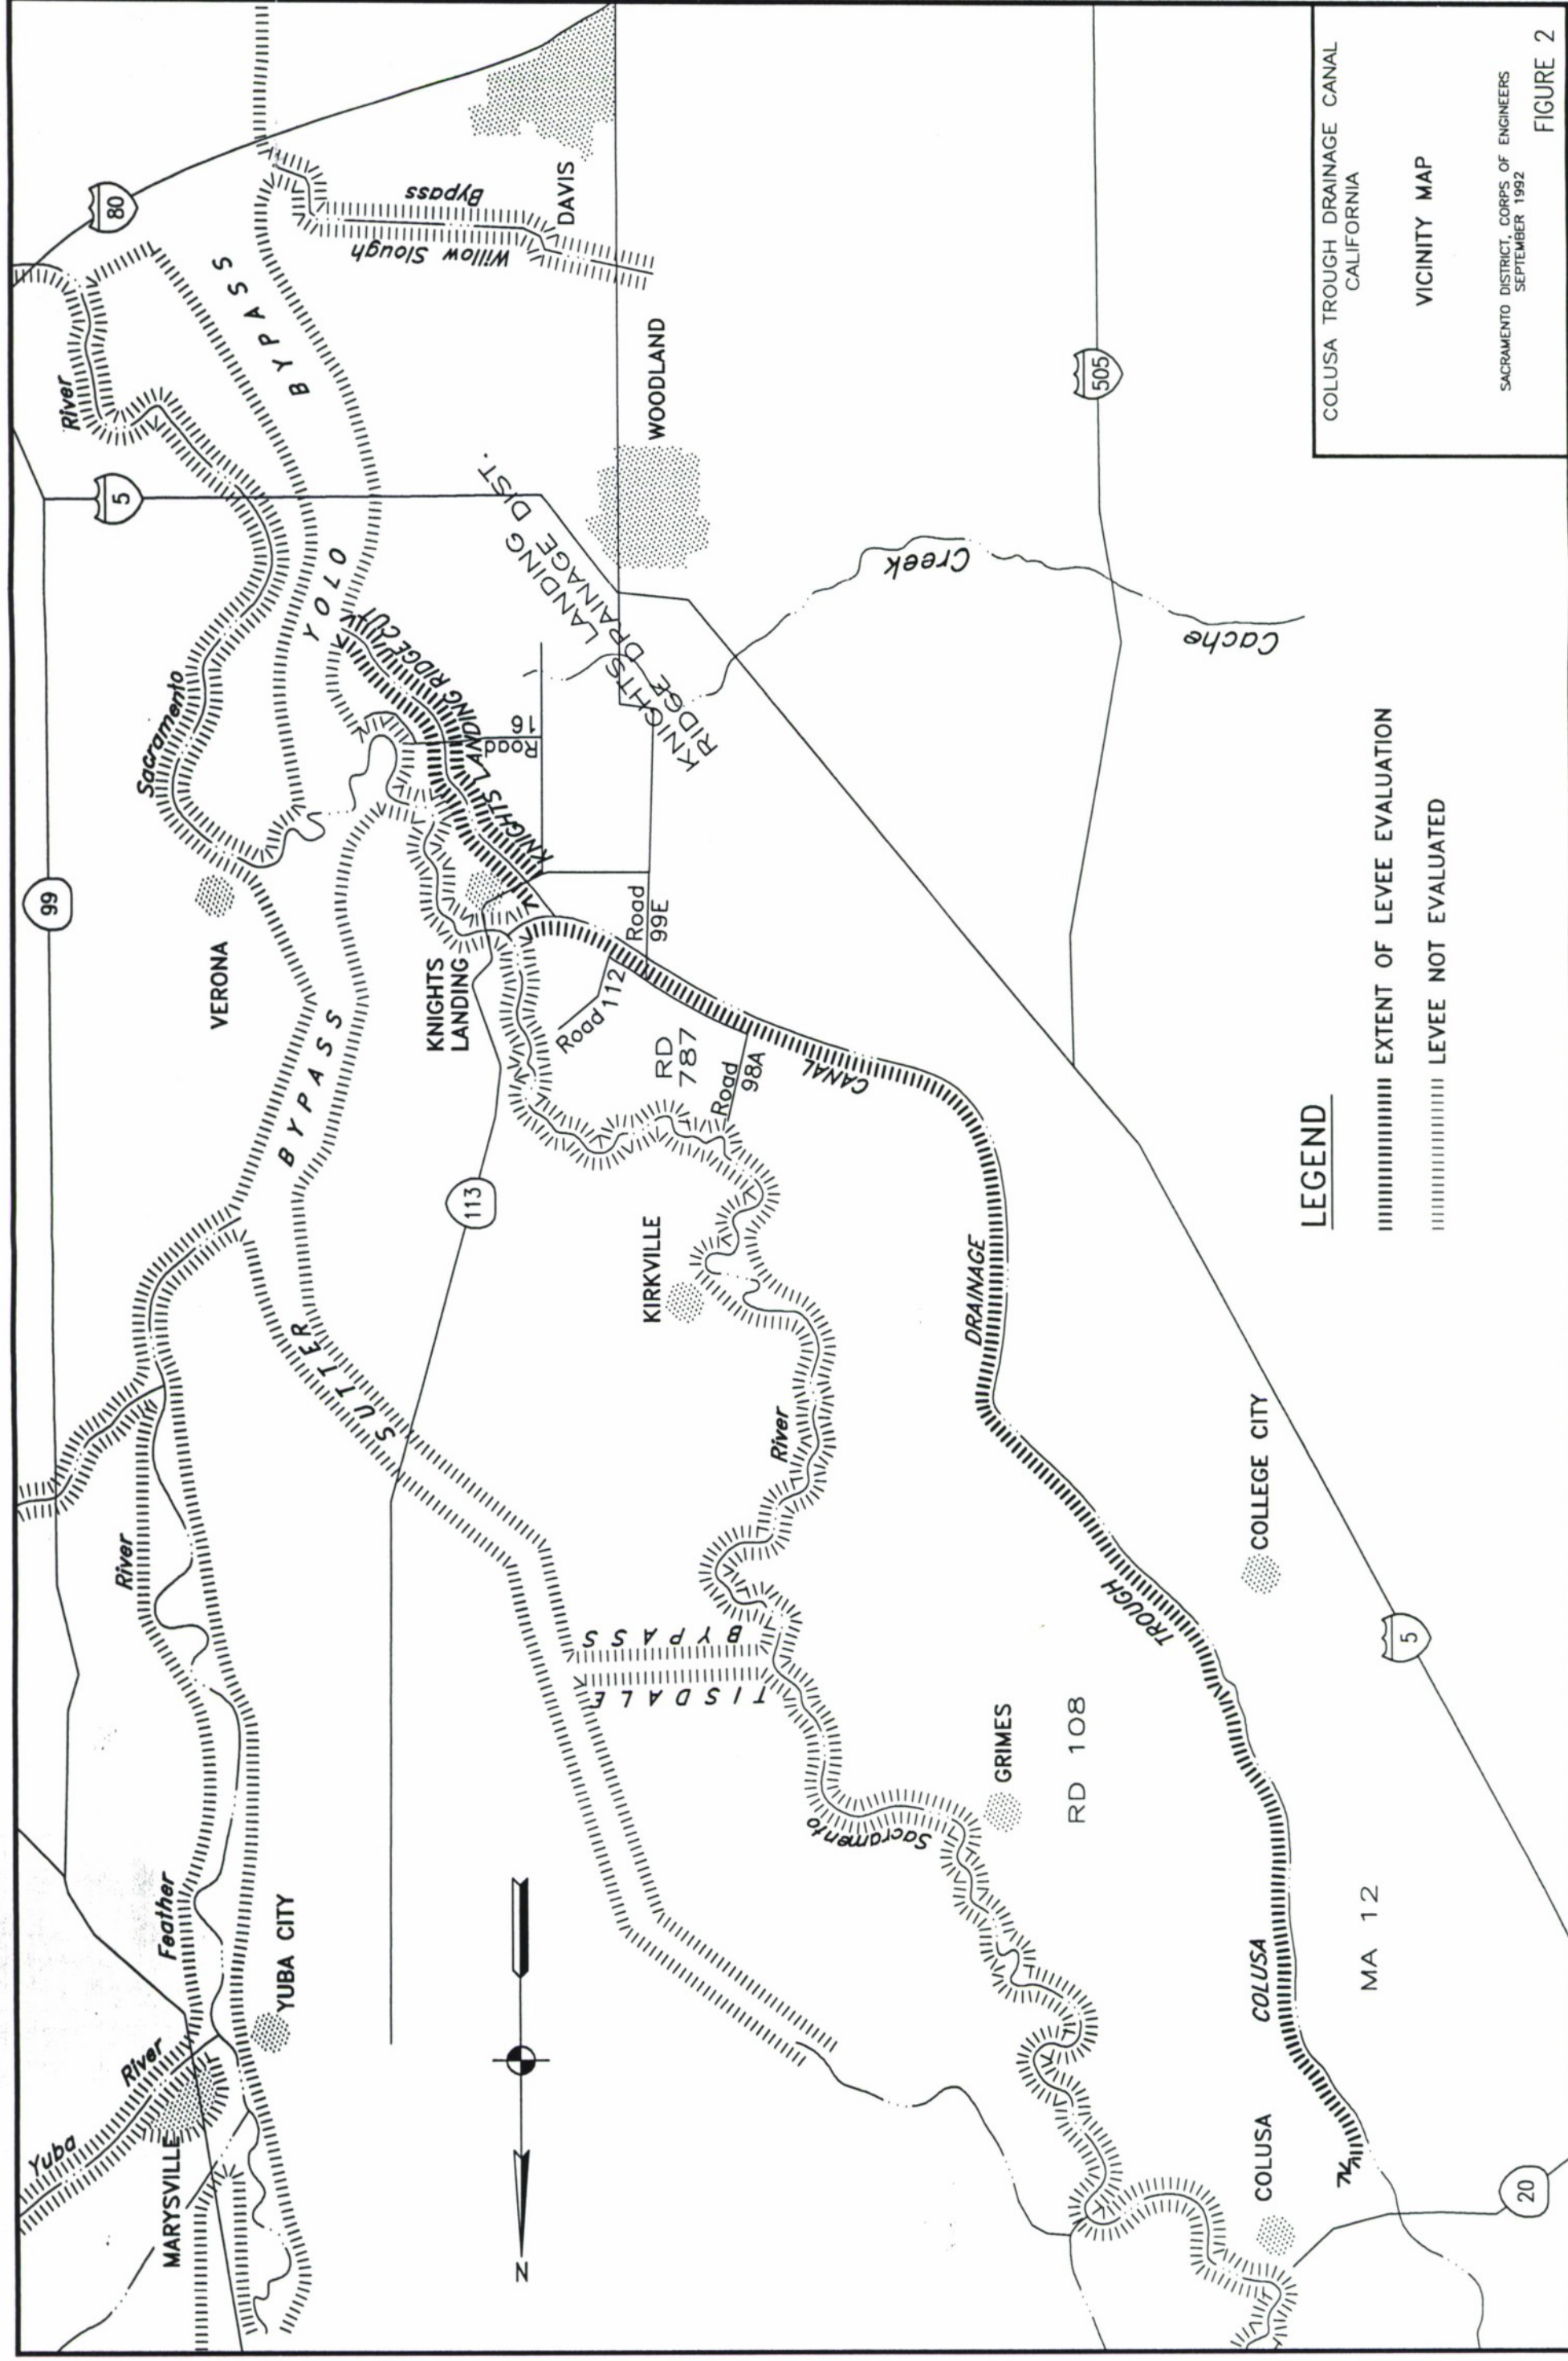 COLUSA TROUGH DRAINAGE CANAL
CALIFORNIA
VICINITY MAP
SACRAMENTO DISTRICT, CORPS OF ENGINEERS
SEPTEMBER 1992
FIGURE 2
LEGEND
EXTENT OF LEVEE EVALUATION
LEVEE NOT EVALUATED
Yuba River
MARYSVILLE
YUBA CITY
Feather River
99
VERONA
Sacramento River
5
80
YOLO BYPASS
Willow Slough Bypass
DAVIS
WOODLAND
505
Cache Creek
KNIGHTS LANDING
RIDGE DRAINAGE DIST.
KNIGHTS LANDING RIDGE CUT
Road
16
Road
99E
Road 112
RD
787
Road
98A
KNIGHTS
LANDING
113
SUTTER BYPASS
KIRKVILLE
River
TISDALE
BYPASS
Sacramento
GRIMES
RD 108
COLUSA TROUGH DRAINAGE CANAL
COLLEGE CITY
5
MA 12
COLUSA
20
N